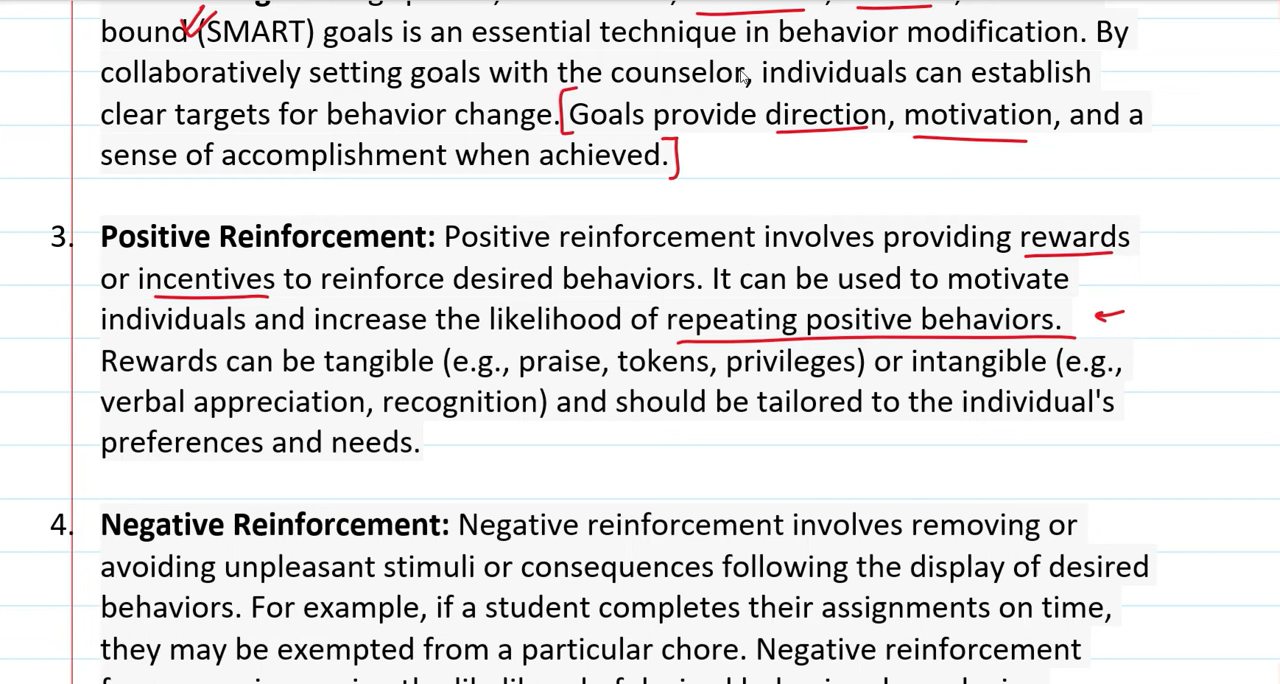 bound (SMART) goals is an essential technique in behavior modification. By
collaboratively setting goals with the counselor, individuals can establish
clear targets for behavior change. Goals provide direction, motivation, and a
sense of accomplishment when achieved.
3. Positive Reinforcement: Positive reinforcement involves providing rewards
or incentives to reinforce desired behaviors. It can be used to motivate
individuals and increase the likelihood of repeating positive behaviors.
Rewards can be tangible (e.g., praise, tokens, privileges) or intangible (e.g.,
verbal appreciation, recognition) and should be tailored to the individual's
preferences and needs.
4. Negative Reinforcement: Negative reinforcement involves removing or
avoiding unpleasant stimuli or consequences following the display of desired
behaviors. For example, if a student completes their assignments on time,
they may be exempted from a particular chore. Negative reinforcement